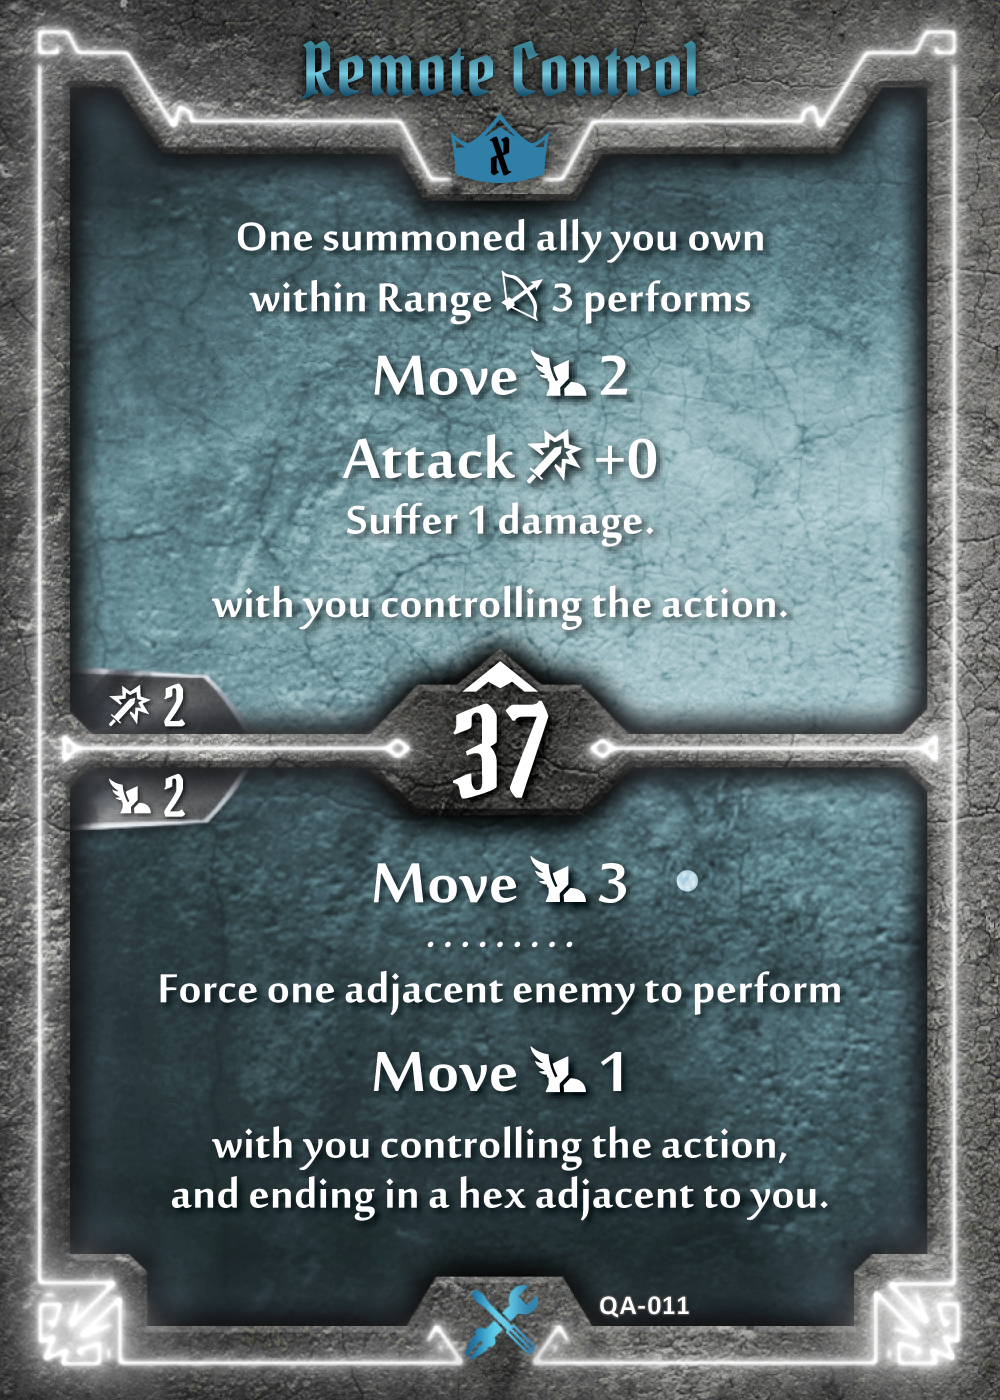 Remote Control
X
One summoned ally you own
within Range 3 performs
Move 2
Attack +0
Suffer 1 damage.
with you controlling the action.
2
37
2
Move 3
.........
Force one adjacent enemy to perform
Move 1
with you controlling the action,
and ending in a hex adjacent to you.
QA-011